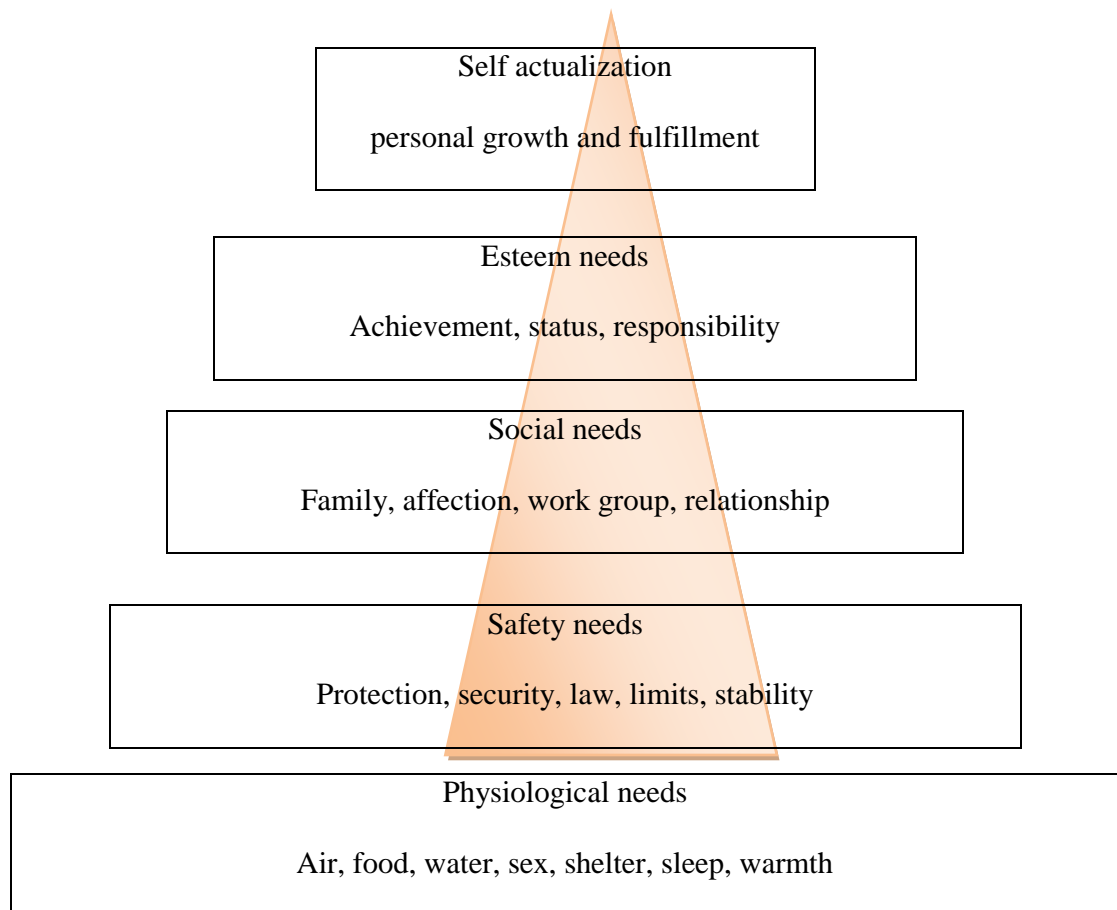 Self actualization
personal growth and fulfillment
Esteem needs
Achievement, status, responsibility
Social needs
Family, affection, work group, relationship
Safety needs
Protection, security, law, limits, stability
Physiological needs
Air, food, water, sex, shelter, sleep, warmth